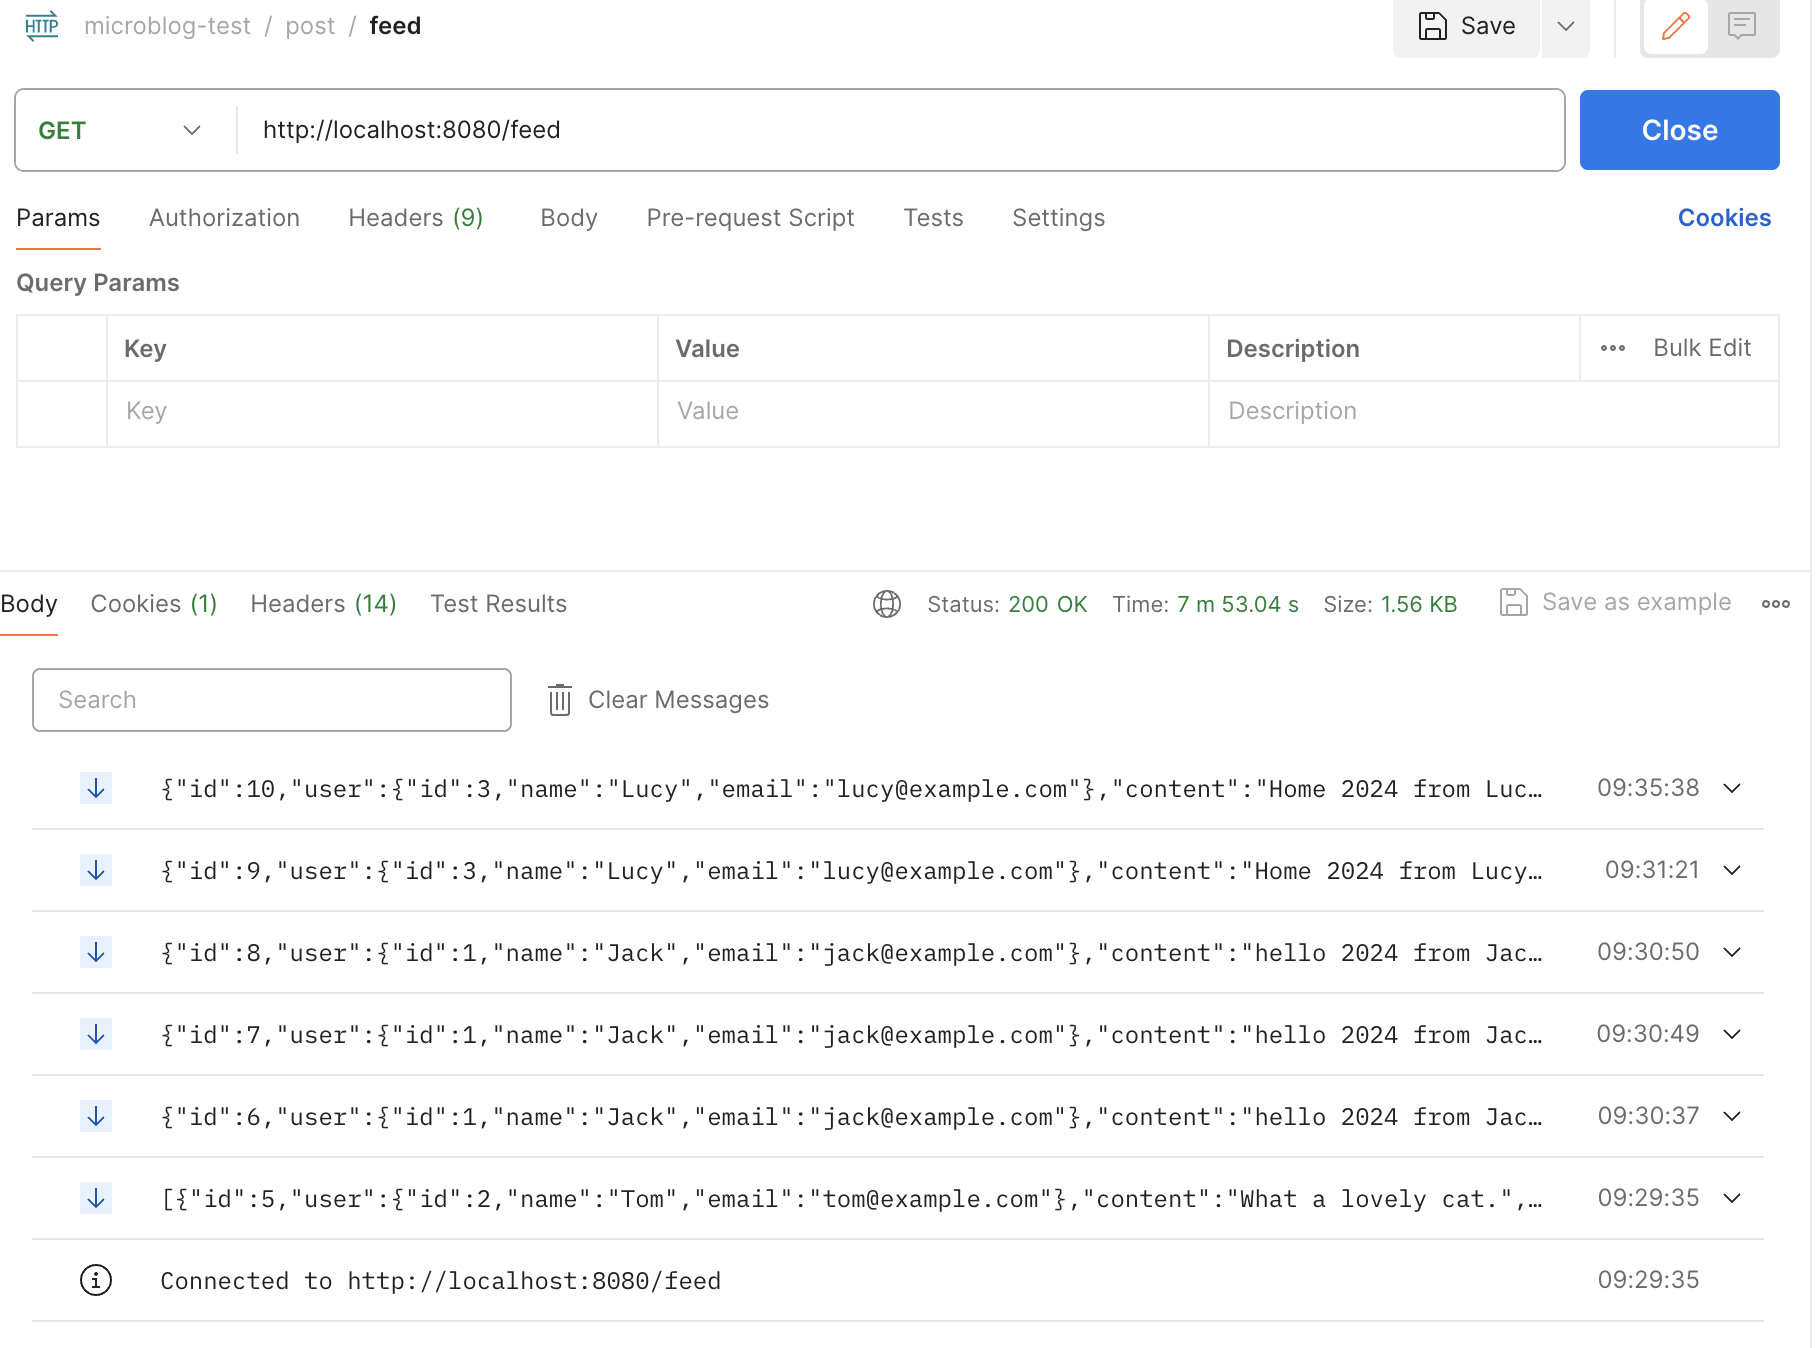 HTTP microblog-test / post / feed Save
GET http://localhost:8080/feed Close
Params Authorization Headers (9) Body Pre-request Script Tests Settings Cookies
Query Params
Key Value Description Bulk Edit
Key Value Description
Body Cookies (1) Headers (14) Test Results Status: 200 OK Time: 7 m 53.04 s Size: 1.56 KB Save as example
Search Clear Messages
{"id":10,"user":{"id":3,"name":"Lucy","email":"lucy@example.com"},"content":"Home 2024 from Luc… 09:35:38
{"id":9,"user":{"id":3,"name":"Lucy","email":"lucy@example.com"},"content":"Home 2024 from Lucy… 09:31:21
{"id":8,"user":{"id":1,"name":"Jack","email":"jack@example.com"},"content":"hello 2024 from Jac… 09:30:50
{"id":7,"user":{"id":1,"name":"Jack","email":"jack@example.com"},"content":"hello 2024 from Jac… 09:30:49
{"id":6,"user":{"id":1,"name":"Jack","email":"jack@example.com"},"content":"hello 2024 from Jac… 09:30:37
[{"id":5,"user":{"id":2,"name":"Tom","email":"tom@example.com"},"content":"What a lovely cat.",… 09:29:35
Connected to http://localhost:8080/feed 09:29:35